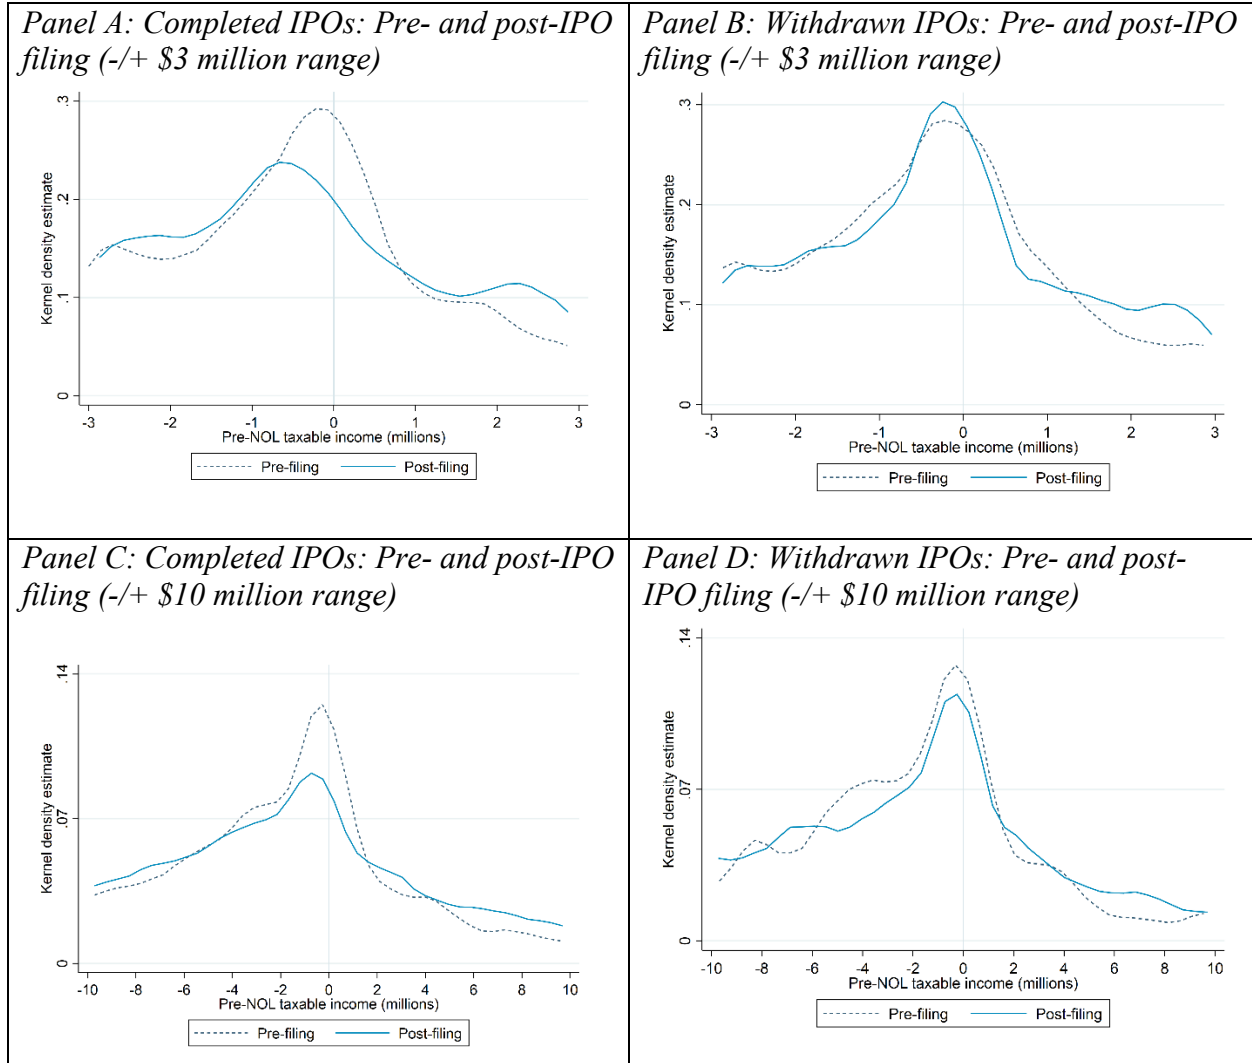 Panel A: Completed IPOs: Pre- and post-IPO
filing (-/+ $3 million range)
.3
.2
.1
0
Kernel density estimate
-3 -2 -1 0 1 2 3
Pre-NOL taxable income (millions)
Pre-filing Post-filing
Panel B: Withdrawn IPOs: Pre- and post-IPO
filing (-/+ $3 million range)
.3
.2
.1
0
Kernel density estimate
-3 -2 -1 0 1 2 3
Pre-NOL taxable income (millions)
Pre-filing Post-filing
Panel C: Completed IPOs: Pre- and post-IPO
filing (-/+ $10 million range)
.14
.07
0
Kernel density estimate
-10 -8 -6 -4 -2 0 2 4 6 8 10
Pre-NOL taxable income (millions)
Pre-filing Post-filing
Panel D: Withdrawn IPOs: Pre- and post-
IPO filing (-/+ $10 million range)
.14
.07
0
Kernel density estimate
-10 -8 -6 -4 -2 0 2 4 6 8 10
Pre-NOL taxable income (millions)
Pre-filing Post-filing